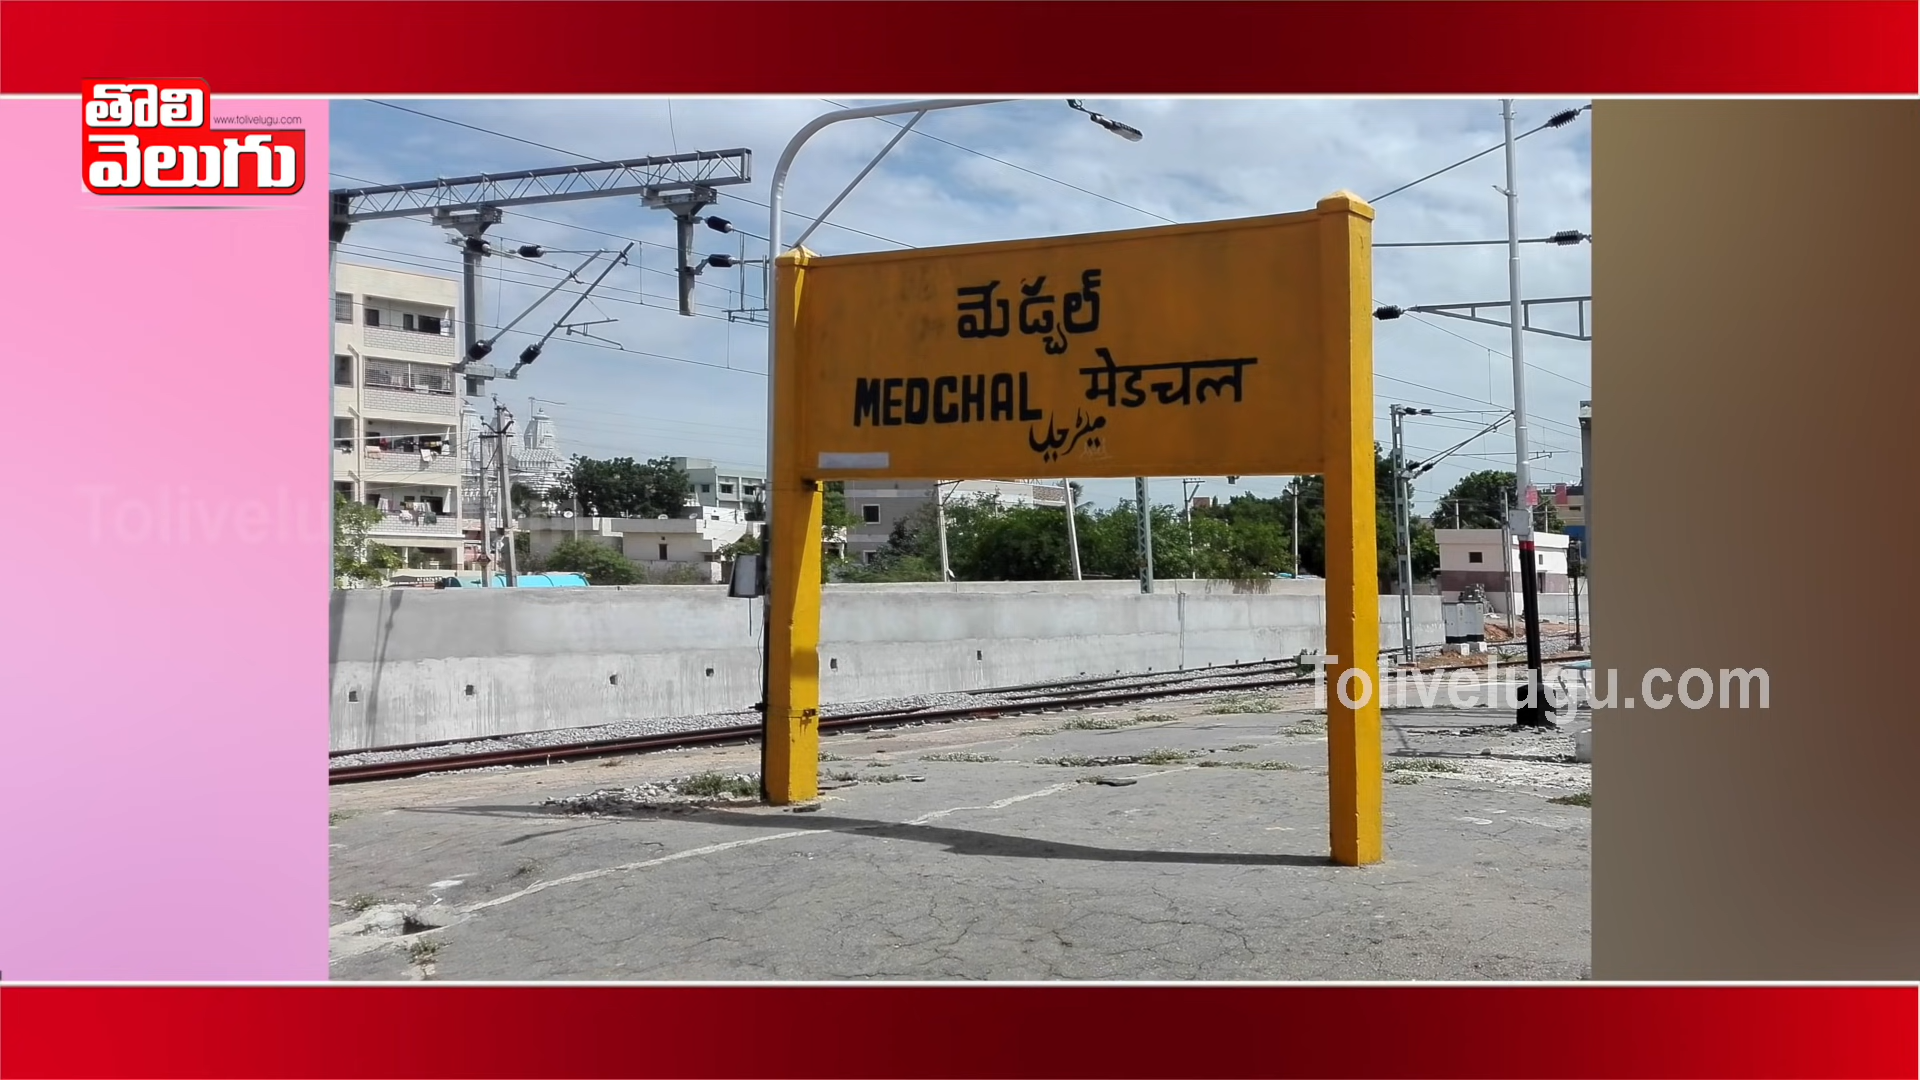 తొలి
www.tolivelugu.com
వెలుగు
మేడ్చల్
MEDCHAL मेडचल
میڑچل
Tolivelugu.com